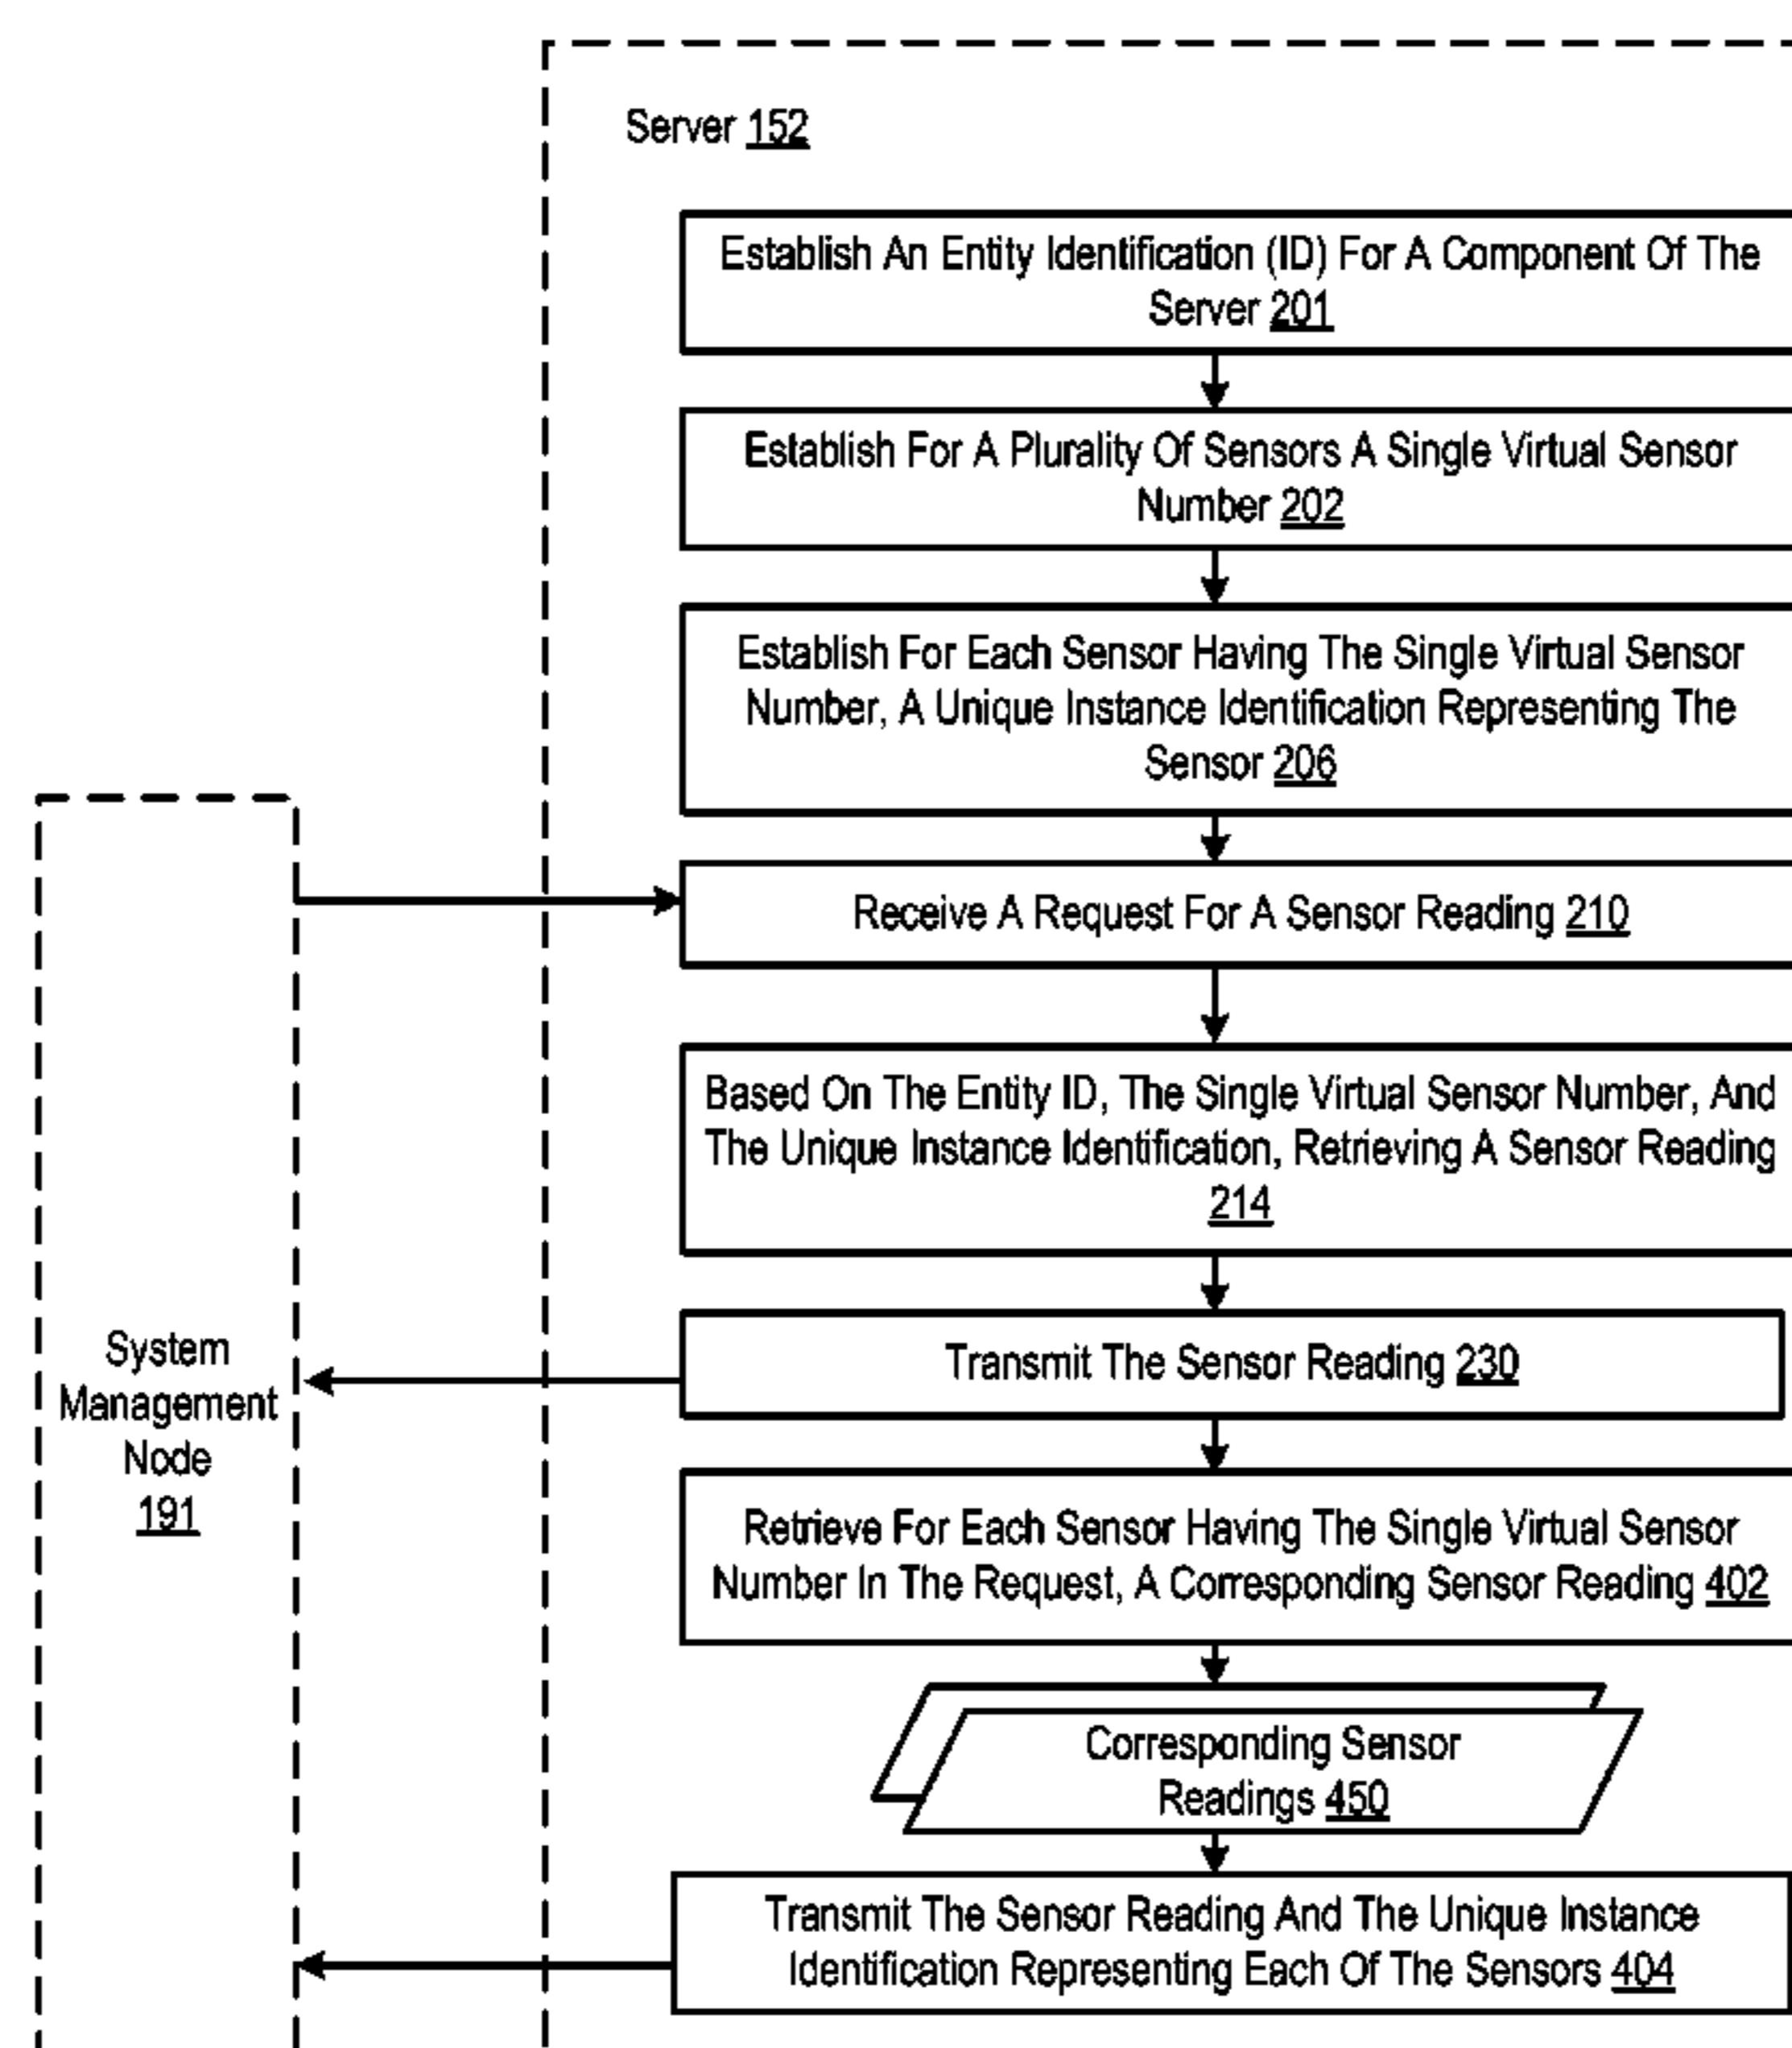 Server 152
Establish An Entity Identification (ID) For A Component Of The
Server 201
Establish For A Plurality Of Sensors A Single Virtual Sensor
Number 202
Establish For Each Sensor Having The Single Virtual Sensor
Number, A Unique Instance Identification Representing The
Sensor 206
Receive A Request For A Sensor Reading 210
Based On The Entity ID, The Single Virtual Sensor Number, And
The Unique Instance Identification, Retrieving A Sensor Reading
214
Transmit The Sensor Reading 230
System
Management
Node
191
Retrieve For Each Sensor Having The Single Virtual Sensor
Number In The Request, A Corresponding Sensor Reading 402
Corresponding Sensor
Readings 450
Transmit The Sensor Reading And The Unique Instance
Identification Representing Each Of The Sensors 404